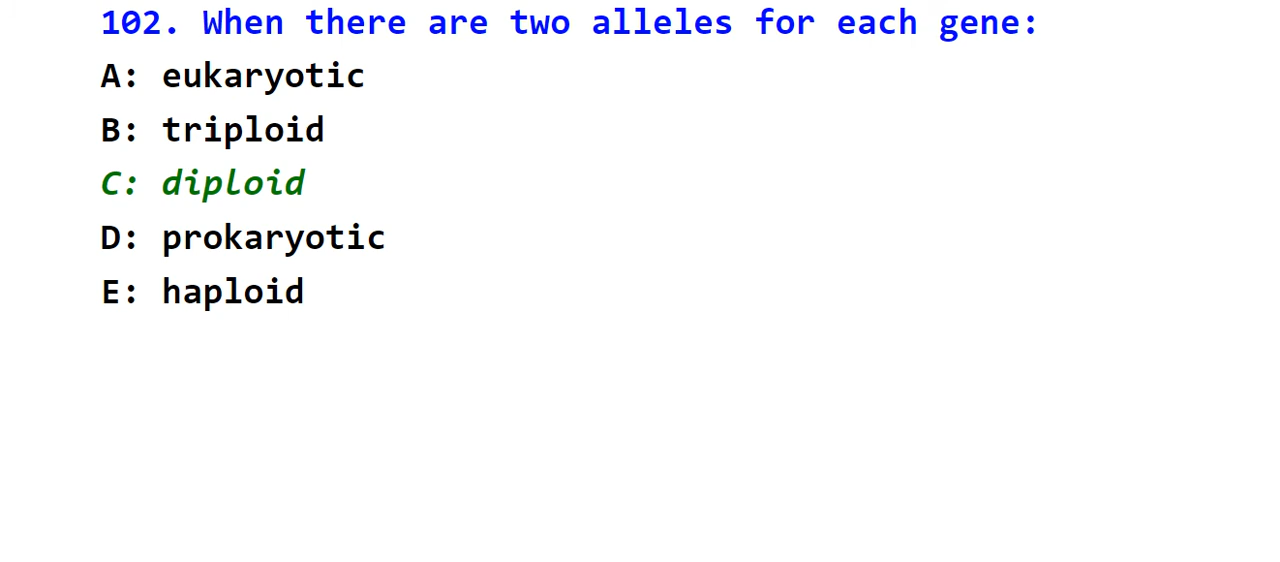 102. When there are two alleles for each gene:
A: eukaryotic
B: triploid
C: diploid
D: prokaryotic
E: haploid